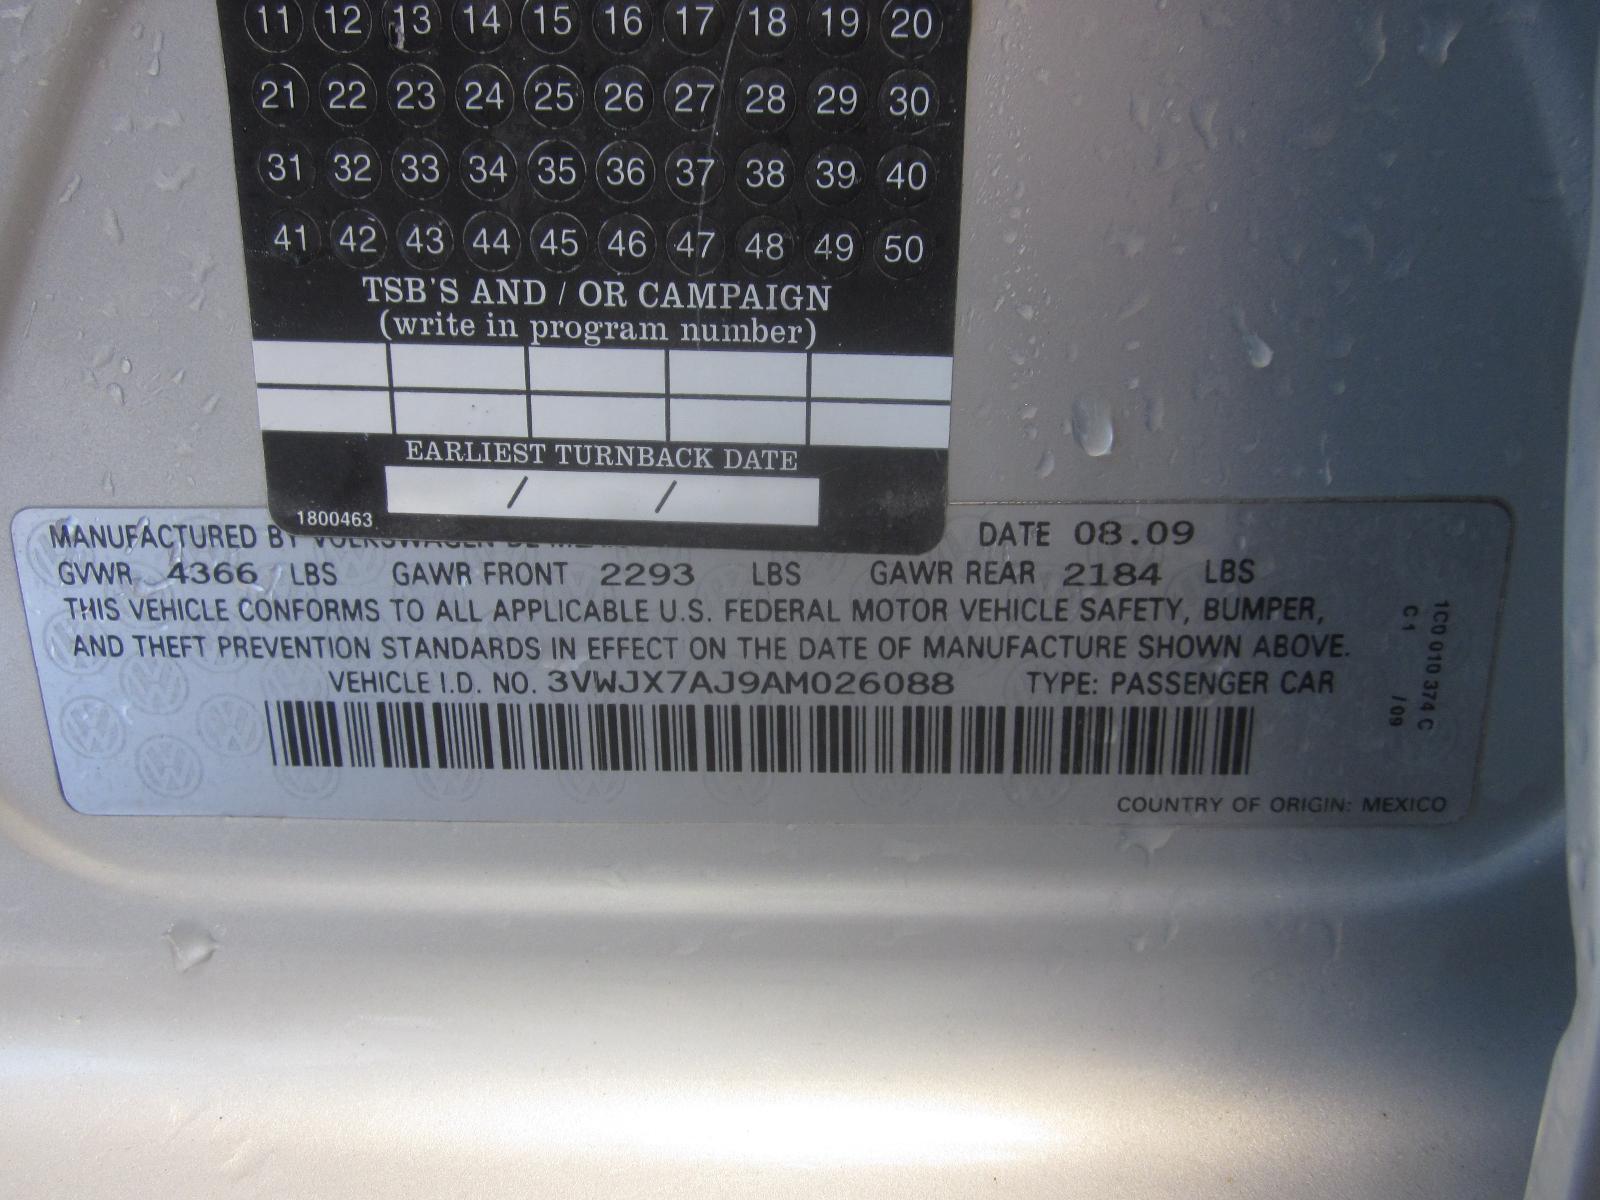 11 12 13 14 15 16 17 18 19 20
21 22 23 24 25 26 27 28 29 30
31 32 33 34 35 36 37 38 39 40
41 42 43 44 45 46 47 48 49 50
TSB'S AND / OR CAMPAIGN
(write in program number)
EARLIEST TURNBACK DATE
/ /
1800463
MANUFACTURED BY VOLKSWAGEN DE DATE 08.09
GVWR 4366 LBS GAWR FRONT 2293 LBS GAWR REAR 2184 LBS
THIS VEHICLE CONFORMS TO ALL APPLICABLE U.S. FEDERAL MOTOR VEHICLE SAFETY, BUMPER,
AND THEFT PREVENTION STANDARDS IN EFFECT ON THE DATE OF MANUFACTURE SHOWN ABOVE.
VEHICLE I.D. NO. 3VWJX7AJ9AM026088 TYPE: PASSENGER CAR
COUNTRY OF ORIGIN: MEXICO
1C0 010 374 C
C1 /09